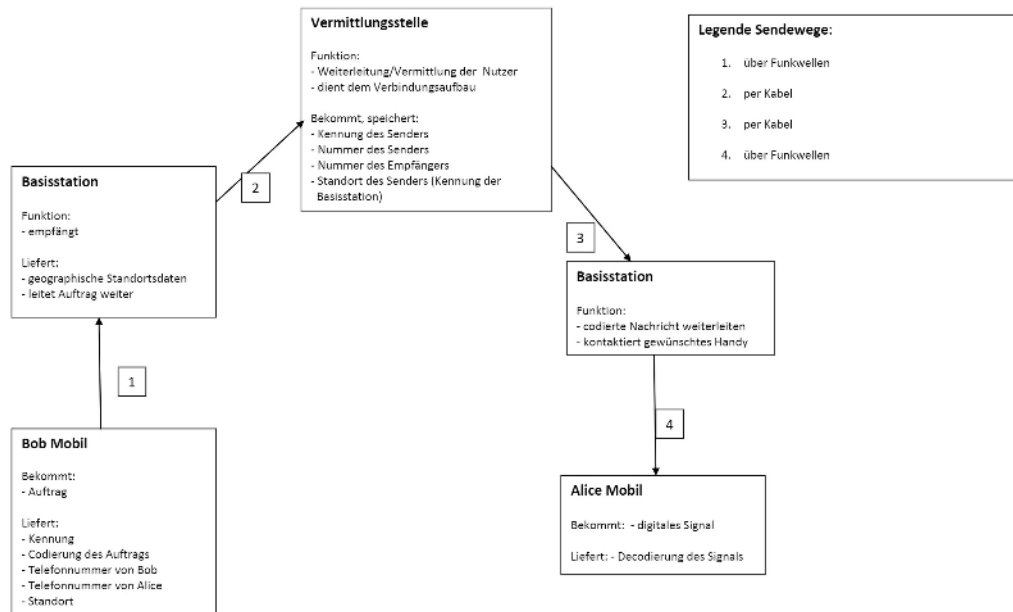 Vermittlungsstelle
Funktion:
- Weiterleitung/Vermittlung der Nutzer
- dient dem Verbindungsaufbau
Bekommt, speichert:
- Kennung des Senders
- Nummer des Senders
- Nummer des Empfängers
- Standort des Senders (Kennung der
Basisstation)
Legende Sendewege:
1. über Funkwellen
2. per Kabel
3. per Kabel
4. über Funkwellen
Basisstation
Funktion:
- empfängt
Liefert:
- geographische Standortsdaten
- leitet Auftrag weiter
2
3
Basisstation
Funktion:
- codierte Nachricht weiterleiten
- kontaktiert gewünschtes Handy
1
4
Bob Mobil
Bekommt:
- Auftrag
Liefert:
- Kennung
- Codierung des Auftrags
- Telefonnummer von Bob
- Telefonnummer von Alice
- Standort
Alice Mobil
Bekommt: - digitales Signal
Liefert: - Decodierung des Signals